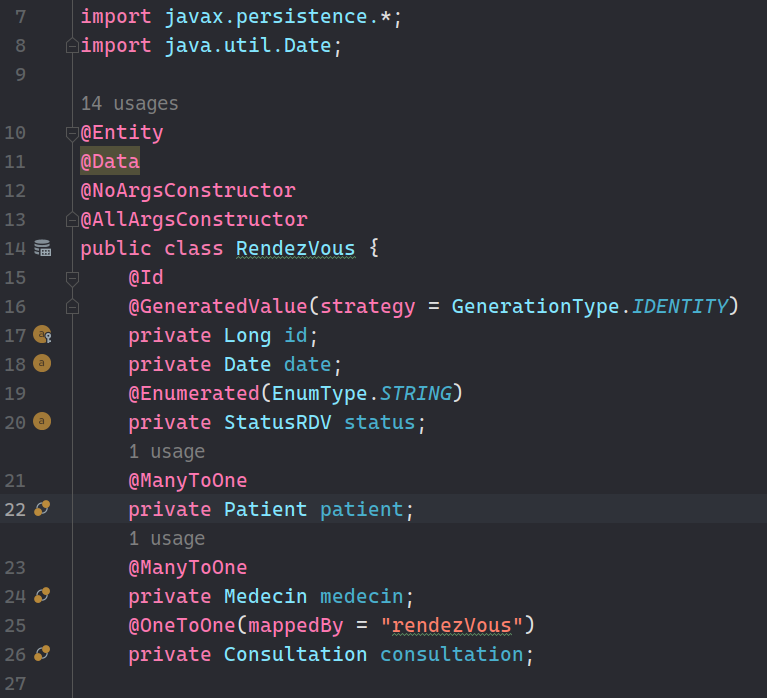 7 import javax.persistence.*;
8 import java.util.Date;
9
14 usages
10 @Entity
11 @Data
12 @NoArgsConstructor
13 @AllArgsConstructor
14 public class RendezVous {
15 @Id
16 @GeneratedValue(strategy = GenerationType.IDENTITY)
17 private Long id;
18 private Date date;
19 @Enumerated(EnumType.STRING)
20 private StatusRDV status;
1 usage
21 @ManyToOne
22 private Patient patient;
1 usage
23 @ManyToOne
24 private Medecin medecin;
25 @OneToOne(mappedBy = "rendezVous")
26 private Consultation consultation;
27